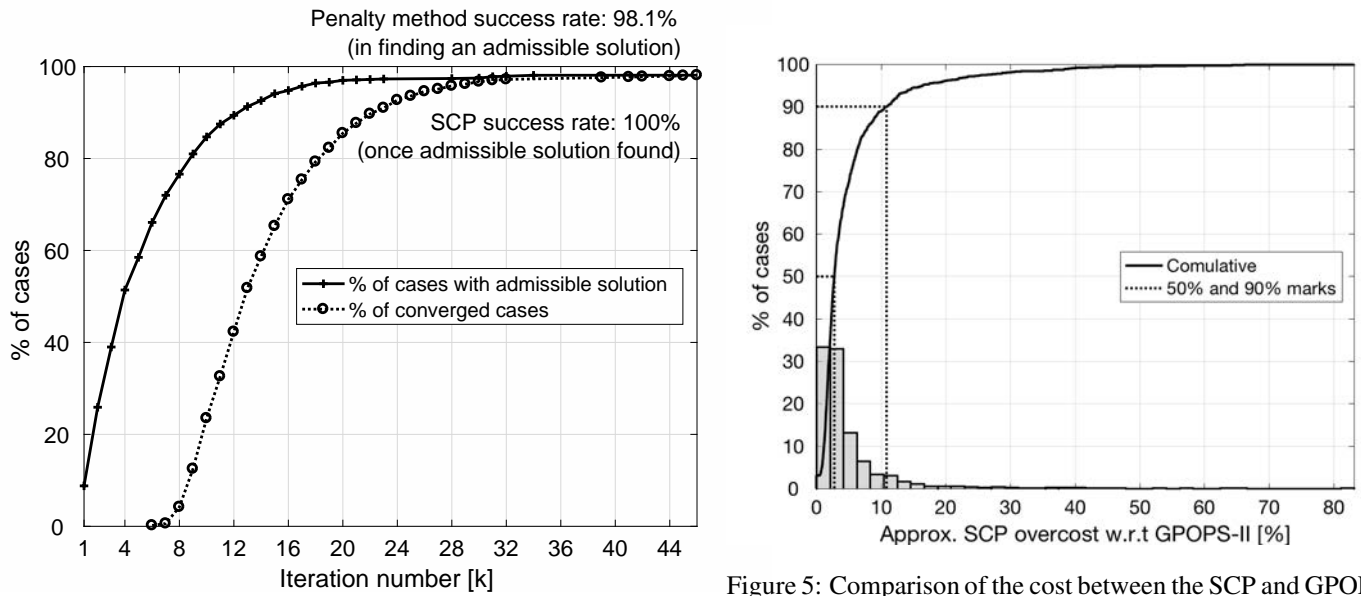 Penalty method success rate: 98.1%
(in finding an admissible solution)
100
80
60
40
20
0
% of cases
SCP success rate: 100%
(once admissible solution found)
% of cases with admissible solution
% of converged cases
1 4 8 12 16 20 24 28 32 36 40 44
Iteration number [k]
100
90
80
70
60
50
40
30
20
10
0
% of cases
Comulative
50% and 90% marks
0 10 20 30 40 50 60 70 80
Approx. SCP overcost w.r.t GPOPS-II [%]
Figure 5: Comparison of the cost between the SCP and